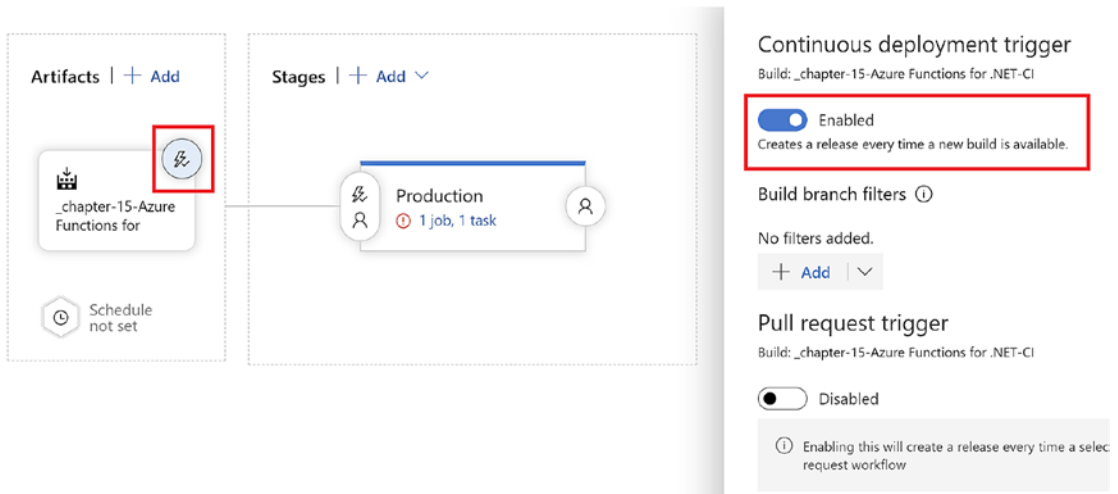 Artifacts | + Add
Stages | + Add
_chapter-15-Azure
Functions for
Schedule
not set
Production
1 job, 1 task
Continuous deployment trigger
Build: _chapter-15-Azure Functions for .NET-CI
Enabled
Creates a release every time a new build is available.
Build branch filters
No filters added.
+ Add
Pull request trigger
Build: _chapter-15-Azure Functions for .NET-CI
Disabled
Enabling this will create a release every time a selec
request workflow